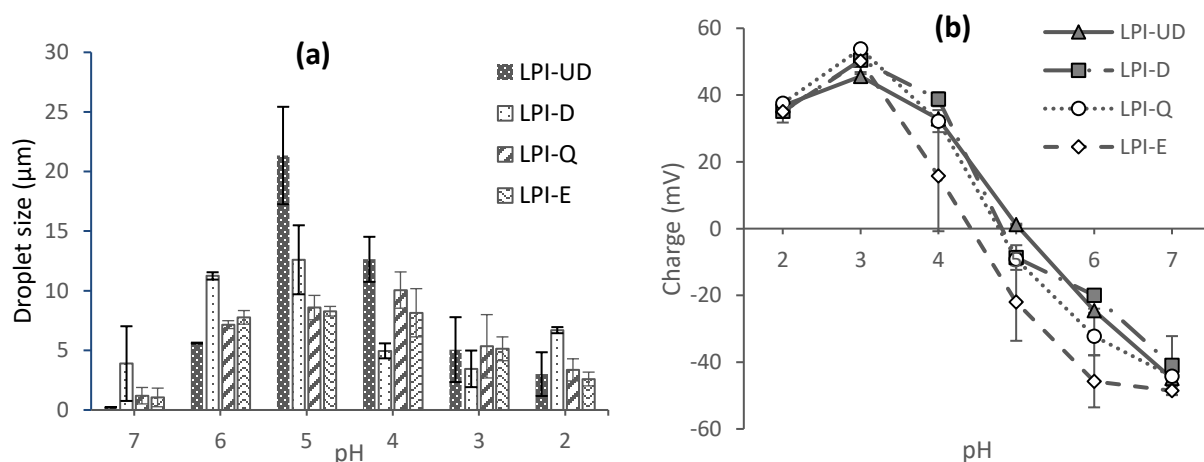 (a)
30
25
20
15
10
5
0
Droplet size (µm)
LPI-UD
LPI-D
LPI-Q
LPI-E
7 6 5 4 3 2
pH
(b)
60
40
20
0
-20
-40
-60
Charge (mV)
LPI-UD
LPI-D
LPI-Q
LPI-E
2 3 4 5 6 7
pH